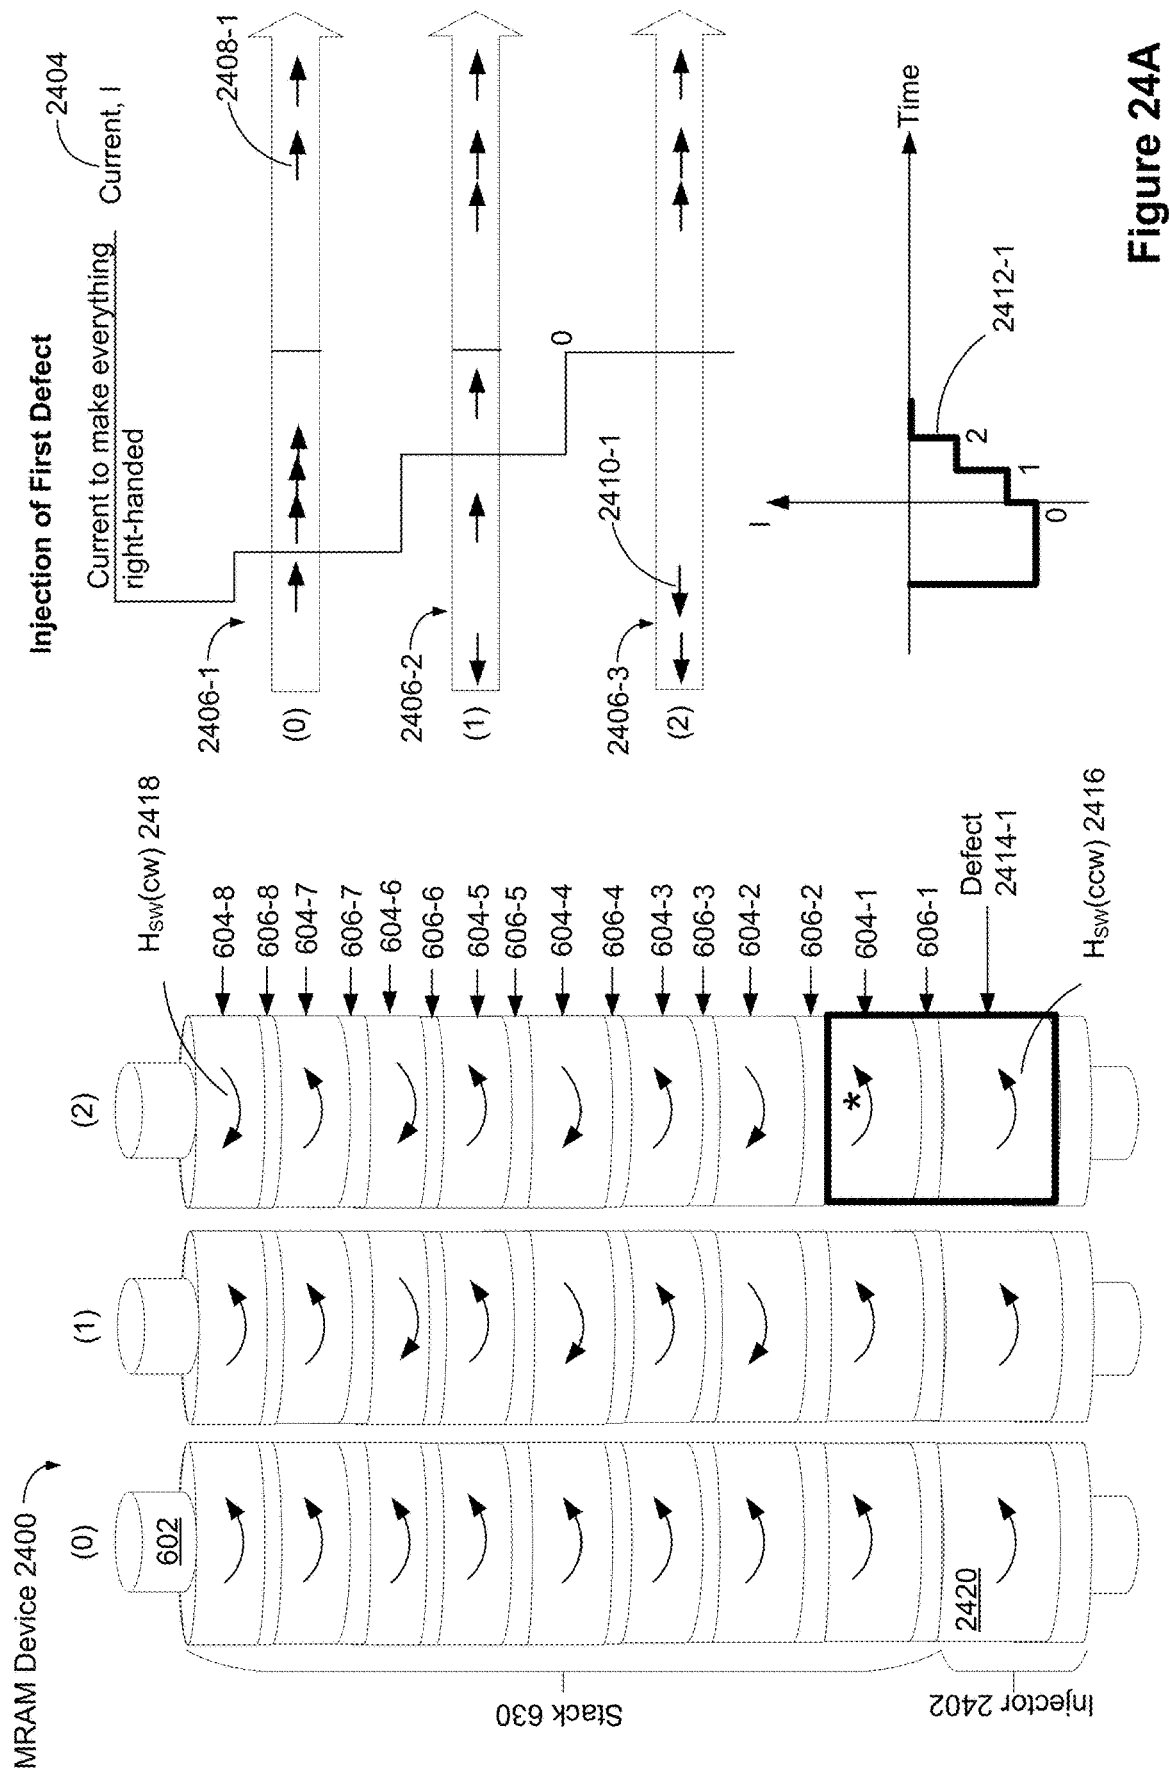 MRAM Device 2400
(0)
(1)
(2)
602
2420
Stack 630
Injector 2402
HSW(cw) 2418
604-8
606-8
604-7
606-7
604-6
606-6
604-5
606-5
604-4
606-4
604-3
606-3
604-2
606-2
604-1
606-1
Defect
2414-1
HSW(ccw) 2416
*
Injection of First Defect
Current to make everything
right-handed
2404
Current, I
2406-1
(0)
2408-1
2406-2
(1)
2406-3
(2)
2410-1
0
I
Time
0
1
2
2412-1
Figure 24A